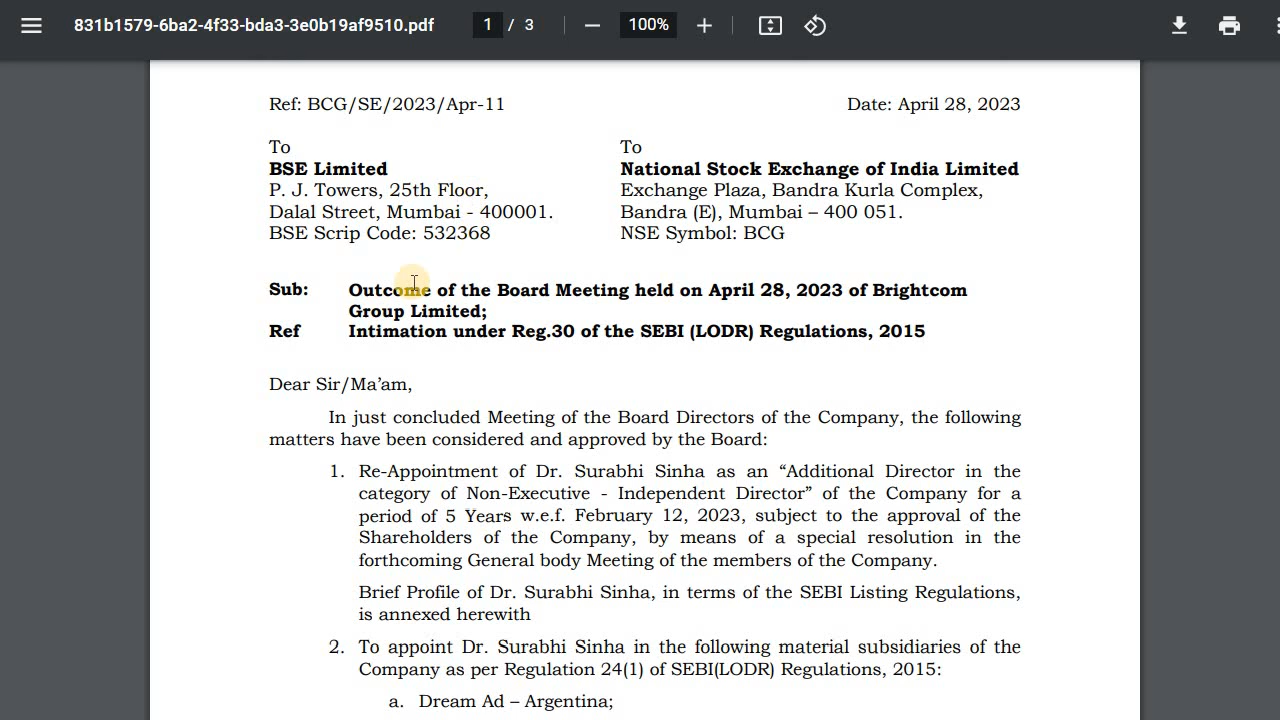 831b1579-6ba2-4f33-bda3-3e0b19af9510.pdf 1 / 3 100%
Ref: BCG/SE/2023/Apr-11 Date: April 28, 2023
To To
BSE Limited National Stock Exchange of India Limited
P. J. Towers, 25th Floor, Exchange Plaza, Bandra Kurla Complex,
Dalal Street, Mumbai - 400001. Bandra (E), Mumbai – 400 051.
BSE Scrip Code: 532368 NSE Symbol: BCG
Sub: Outcome of the Board Meeting held on April 28, 2023 of Brightcom
Group Limited;
Ref Intimation under Reg.30 of the SEBI (LODR) Regulations, 2015
Dear Sir/Ma’am,
In just concluded Meeting of the Board Directors of the Company, the following
matters have been considered and approved by the Board:
1. Re-Appointment of Dr. Surabhi Sinha as an “Additional Director in the
category of Non-Executive - Independent Director” of the Company for a
period of 5 Years w.e.f. February 12, 2023, subject to the approval of the
Shareholders of the Company, by means of a special resolution in the
forthcoming General body Meeting of the members of the Company.
Brief Profile of Dr. Surabhi Sinha, in terms of the SEBI Listing Regulations,
is annexed herewith
2. To appoint Dr. Surabhi Sinha in the following material subsidiaries of the
Company as per Regulation 24(1) of SEBI(LODR) Regulations, 2015:
a. Dream Ad – Argentina;